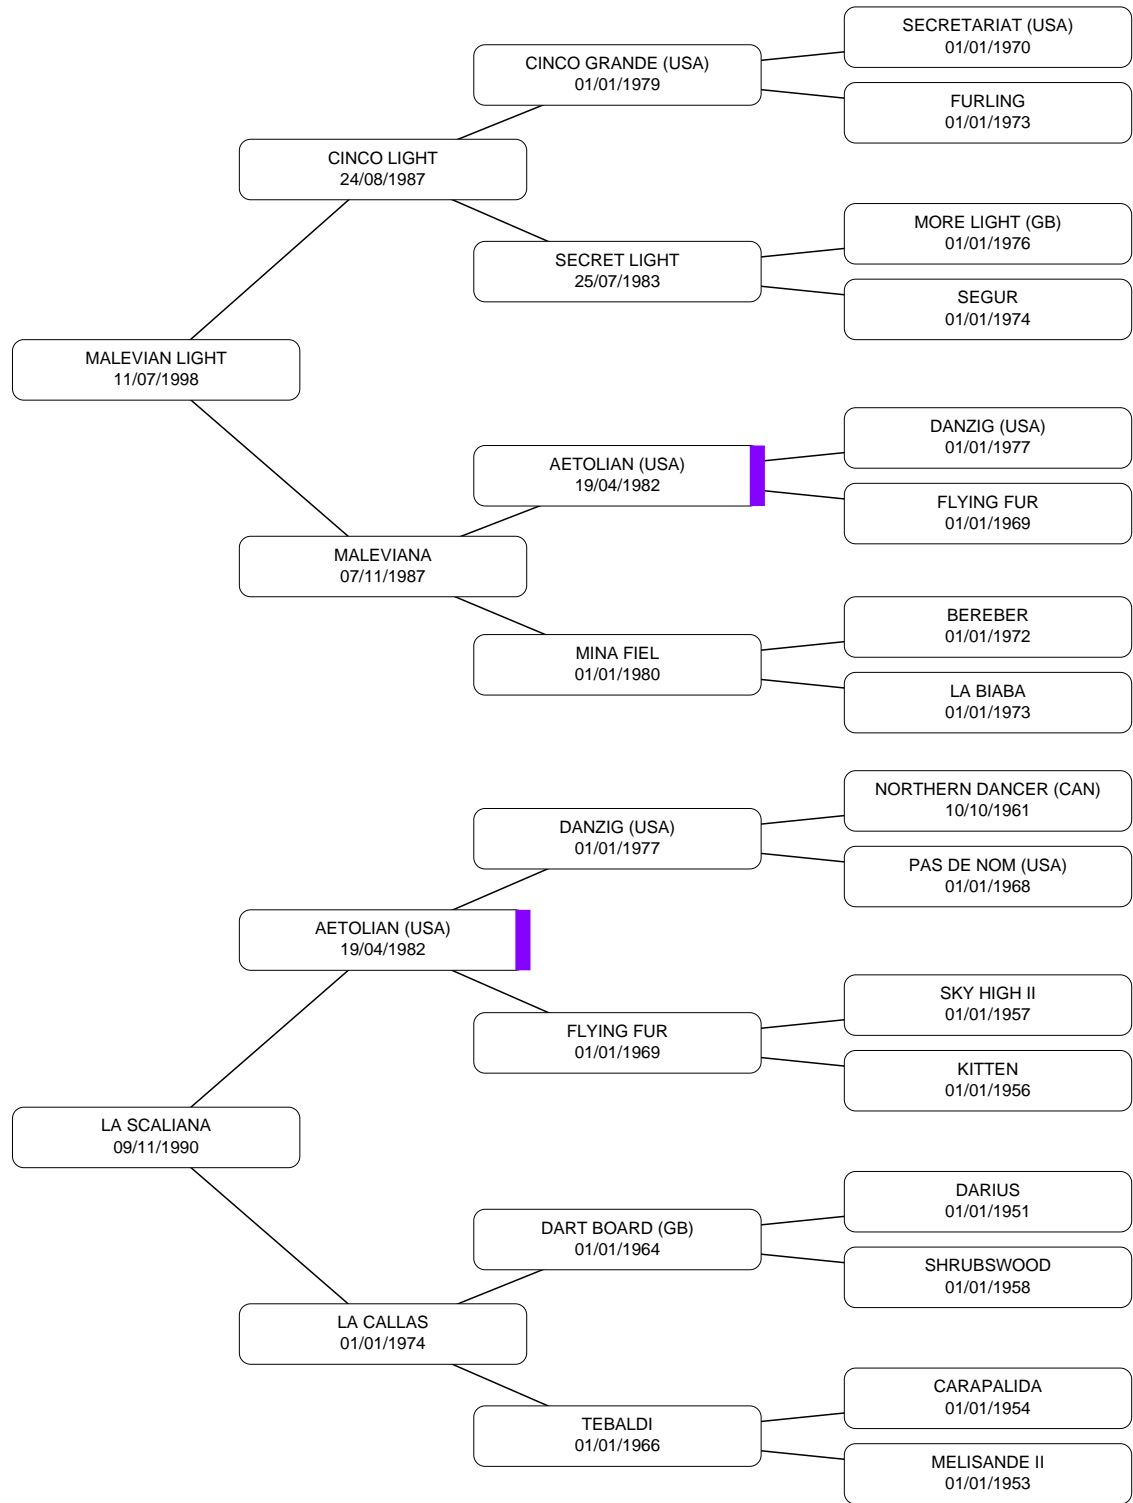 SECRETARIAT (USA)
01/01/1970
CINCO GRANDE (USA)
01/01/1979
FURLING
01/01/1973
CINCO LIGHT
24/08/1987
MORE LIGHT (GB)
01/01/1976
SECRET LIGHT
25/07/1983
SEGUR
01/01/1974
MALEVIAN LIGHT
11/07/1998
DANZIG (USA)
01/01/1977
AETOLIAN (USA)
19/04/1982
FLYING FUR
01/01/1969
MALEVIANA
07/11/1987
BEREBER
01/01/1972
MINA FIEL
01/01/1980
LA BIABA
01/01/1973
NORTHERN DANCER (CAN)
10/10/1961
DANZIG (USA)
01/01/1977
PAS DE NOM (USA)
01/01/1968
AETOLIAN (USA)
19/04/1982
SKY HIGH II
01/01/1957
FLYING FUR
01/01/1969
KITTEN
01/01/1956
LA SCALIANA
09/11/1990
DARIUS
01/01/1951
DART BOARD (GB)
01/01/1964
SHRUBSWOOD
01/01/1958
LA CALLAS
01/01/1974
CARAPALIDA
01/01/1954
TEBALDI
01/01/1966
MELISANDE II
01/01/1953